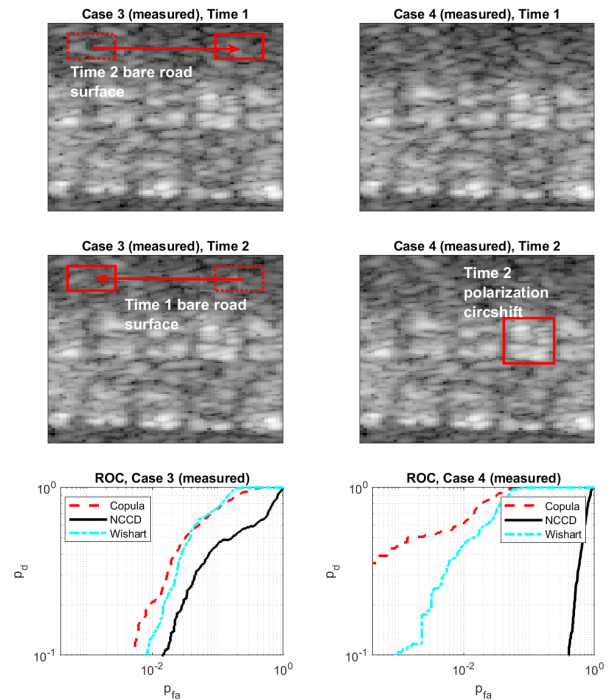 Case 3 (measured), Time 1
Case 4 (measured), Time 1
Time 2 bare road
surface
Case 3 (measured), Time 2
Case 4 (measured), Time 2
Time 1 bare road
surface
Time 2
polarization
circshift
ROC, Case 3 (measured)
ROC, Case 4 (measured)
10^0
Copula
NCCD
Wishart
p_d
10^-1
10^-2
10^0
p_fa
10^0
Copula
NCCD
Wishart
p_d
10^-1
10^-2
10^0
p_fa